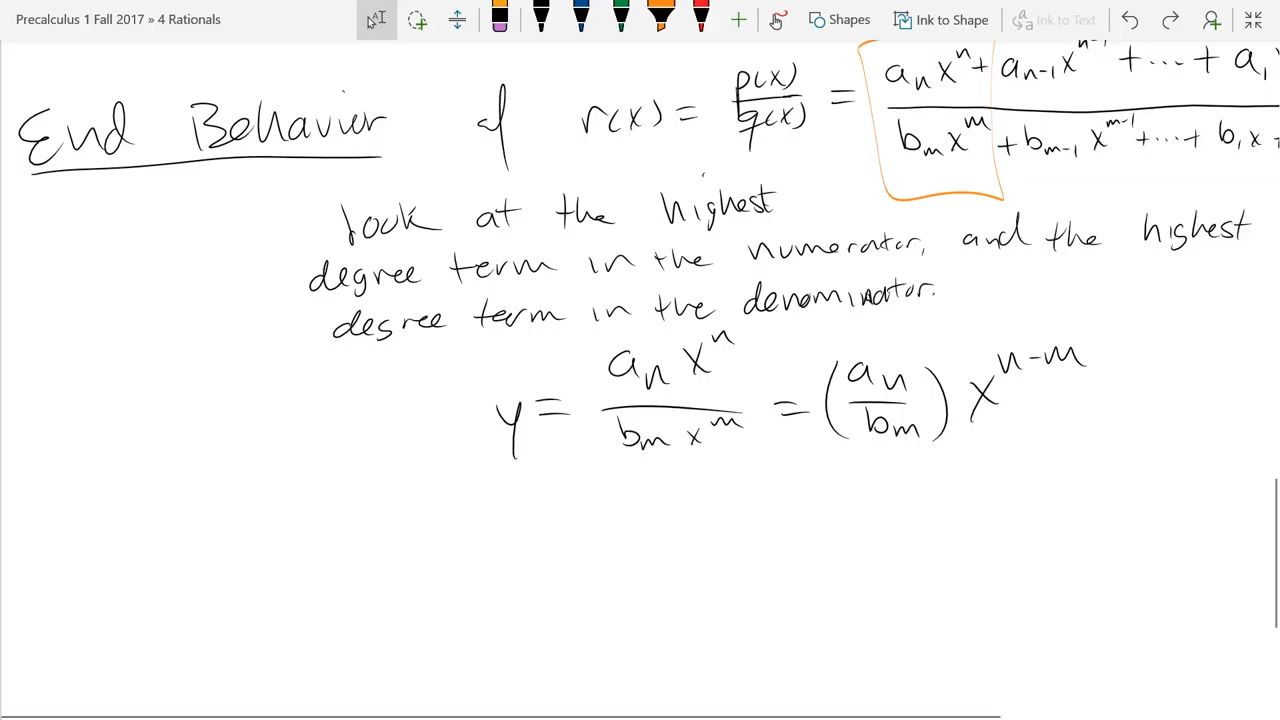 Precalculus 1 Fall 2017 » 4 Rationals
Shapes
Ink to Shape
Ink to Text
End Behavior of r(x) = p(x)/q(x) = (aₙxⁿ + aₙ₋₁xⁿ⁻¹ + ... + a₁)/(bₘxᵐ + bₘ₋₁xᵐ⁻¹ + ... + b₁x +
look at the highest
degree term in the numerator, and the highest
degree term in the denominator.
y = aₙxⁿ/bₘxᵐ = (aₙ/bₘ) xⁿ⁻ᵐ